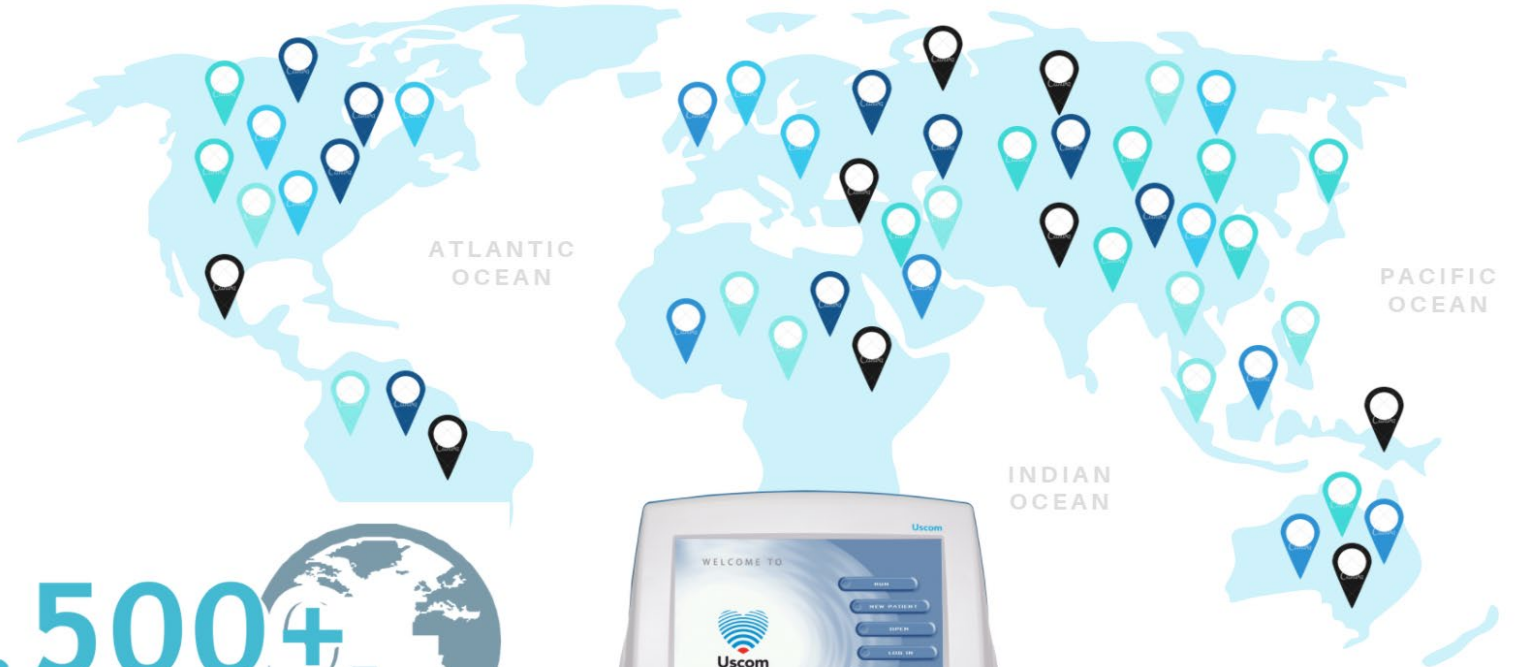 ATLANTIC
OCEAN
PACIFIC
OCEAN
INDIAN
OCEAN
Uscom
WELCOME TO
RUN
NEW PATIENT
OPEN
LOG IN
Uscom
500+